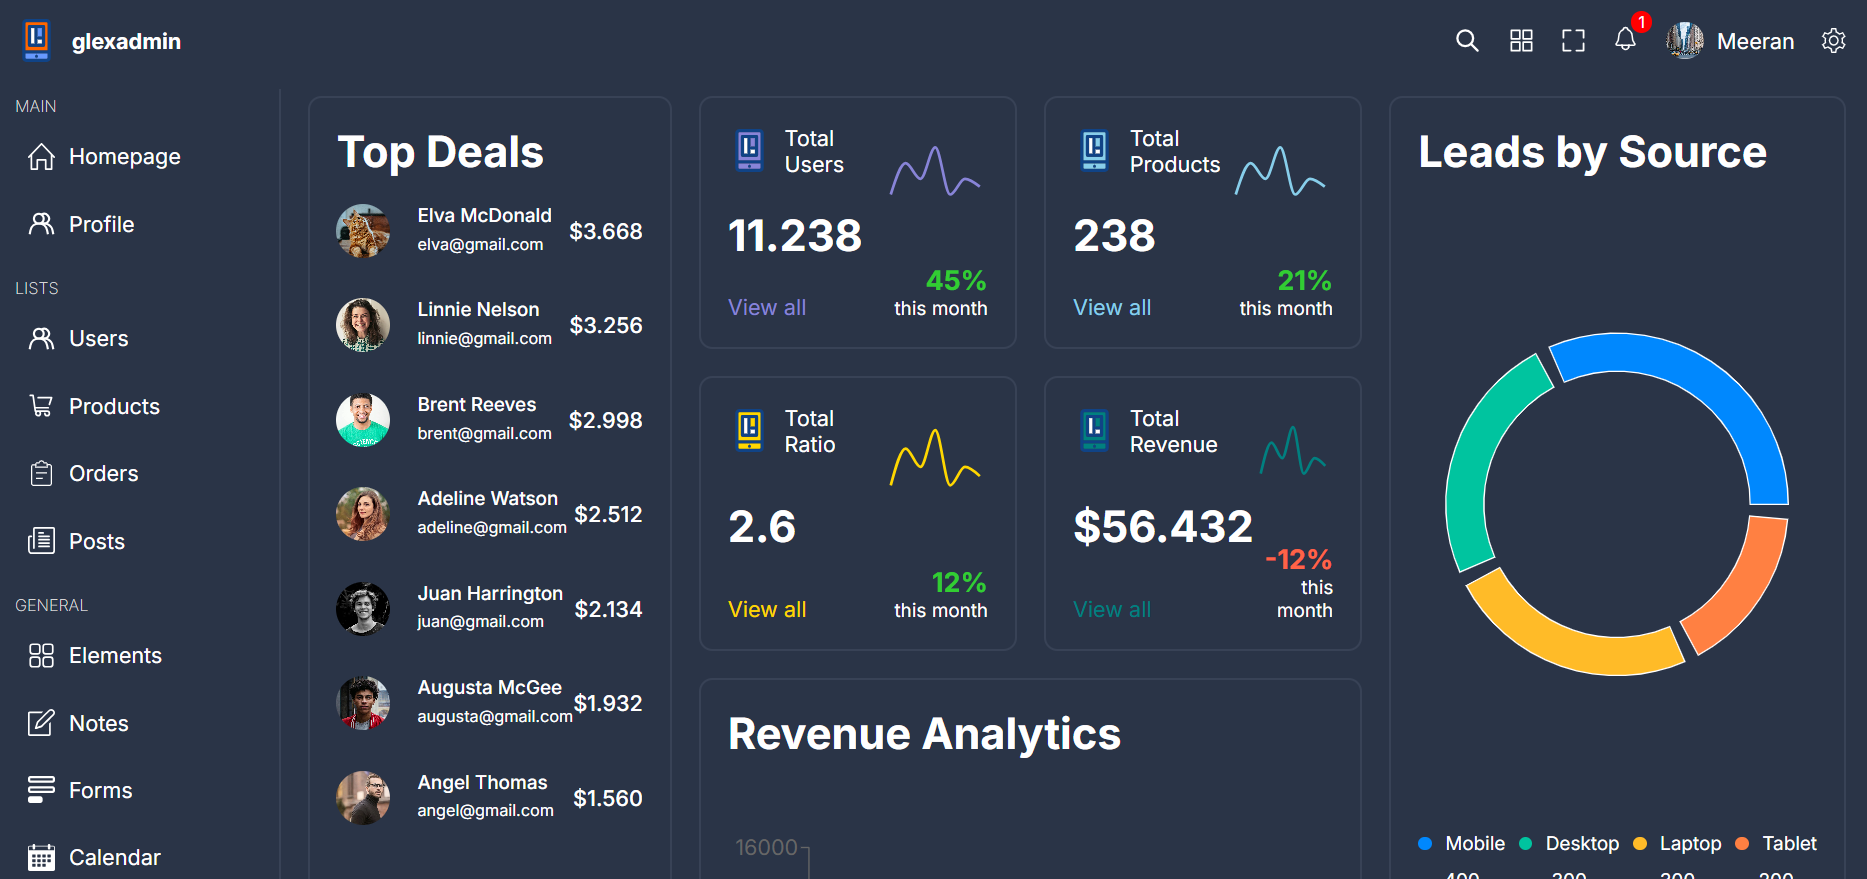 glexadmin
1
Meeran
MAIN
Homepage
Profile
LISTS
Users
Products
Orders
Posts
GENERAL
Elements
Notes
Forms
Calendar
Top Deals
Elva McDonald
elva@gmail.com
$3.668
Linnie Nelson
linnie@gmail.com
$3.256
Brent Reeves
brent@gmail.com
$2.998
Adeline Watson
adeline@gmail.com
$2.512
Juan Harrington
juan@gmail.com
$2.134
Augusta McGee
augusta@gmail.com
$1.932
Angel Thomas
angel@gmail.com
$1.560
Total
Users
11.238
View all
45%
this month
Total
Products
238
View all
21%
this month
Total
Ratio
2.6
View all
12%
this month
Total
Revenue
$56.432
View all
-12%
this
month
Revenue Analytics
16000
Leads by Source
Mobile Desktop Laptop Tablet
400 300 300 200